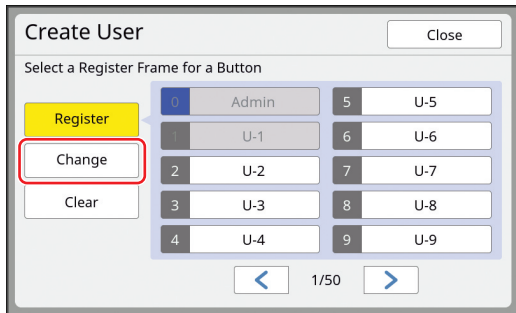 Create User
Close
Select a Register Frame for a Button
Register
Change
Clear
0 Admin
1 U-1
2 U-2
3 U-3
4 U-4
5 U-5
6 U-6
7 U-7
8 U-8
9 U-9
< 1/50 >